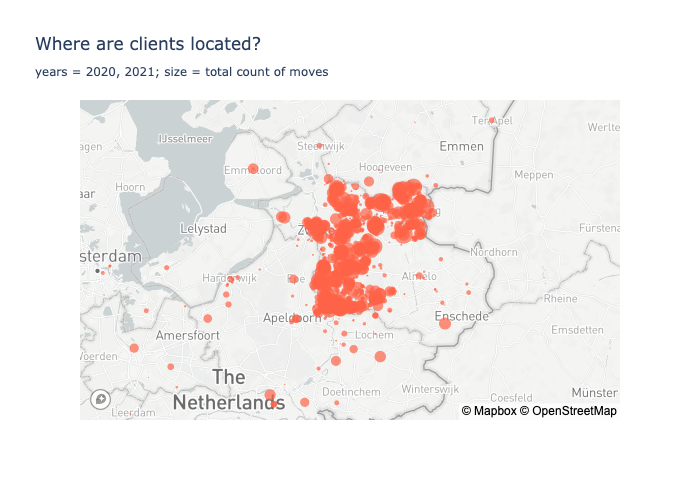 Where are clients located?
years = 2020, 2021; size = total count of moves
IJsselmeer
Steenwijk
Emmen
Werlte
agen
Hoorn
Emmeloord
Hoogeveen
Meppen
aar
Lelystad
Z
g
Fürstena
sterdam
Nordhorn
Harderwijk
Epe
Almelo
Rheine
Apeldoorn
Enschede
Emsdetten
Amersfoort
Lochem
Woerden
The
Netherlands
Doetinchem
Winterswijk
Coesfeld
Münster
Leerdam
© Mapbox © OpenStreetMap